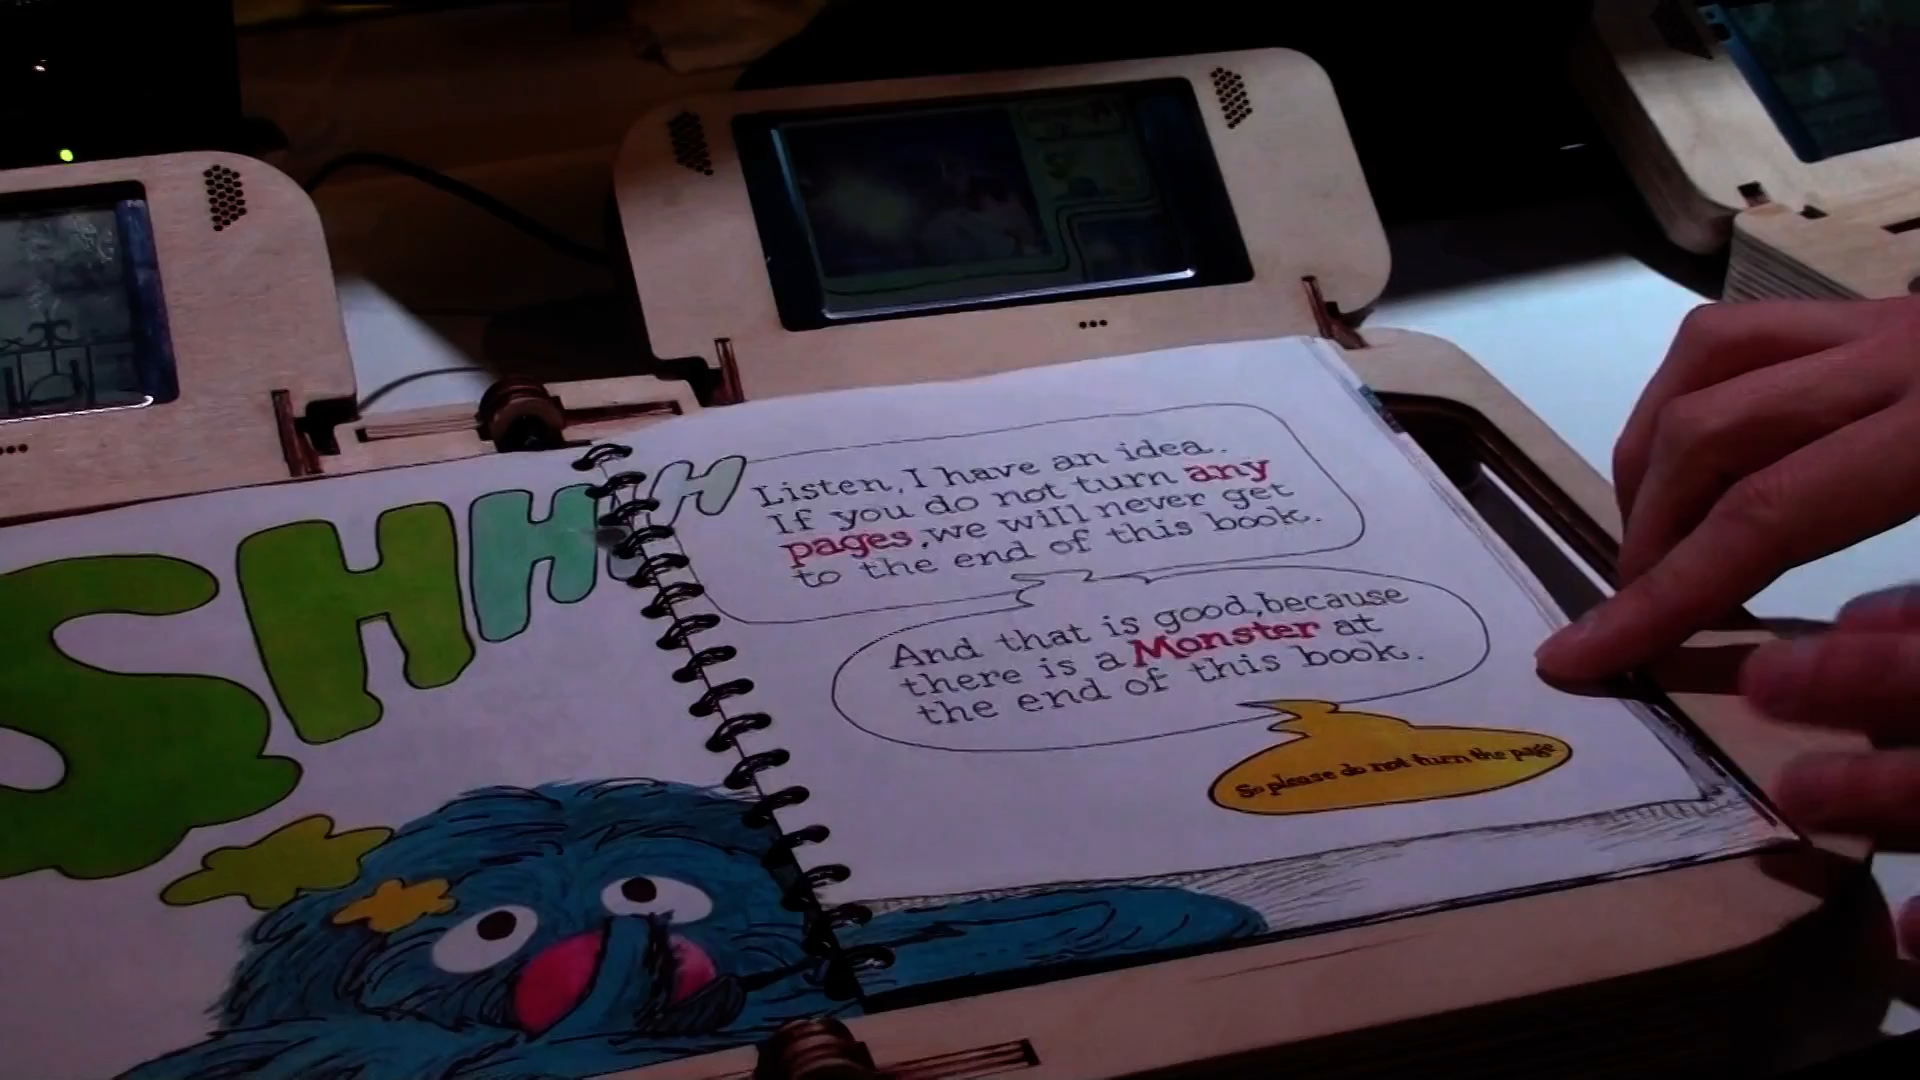 SHHHH
Listen, I have an idea.
If you do not turn any
pages, we will never get
to the end of this book.
And that is good, because
there is a Monster at
the end of this book.
So please do not turn the page